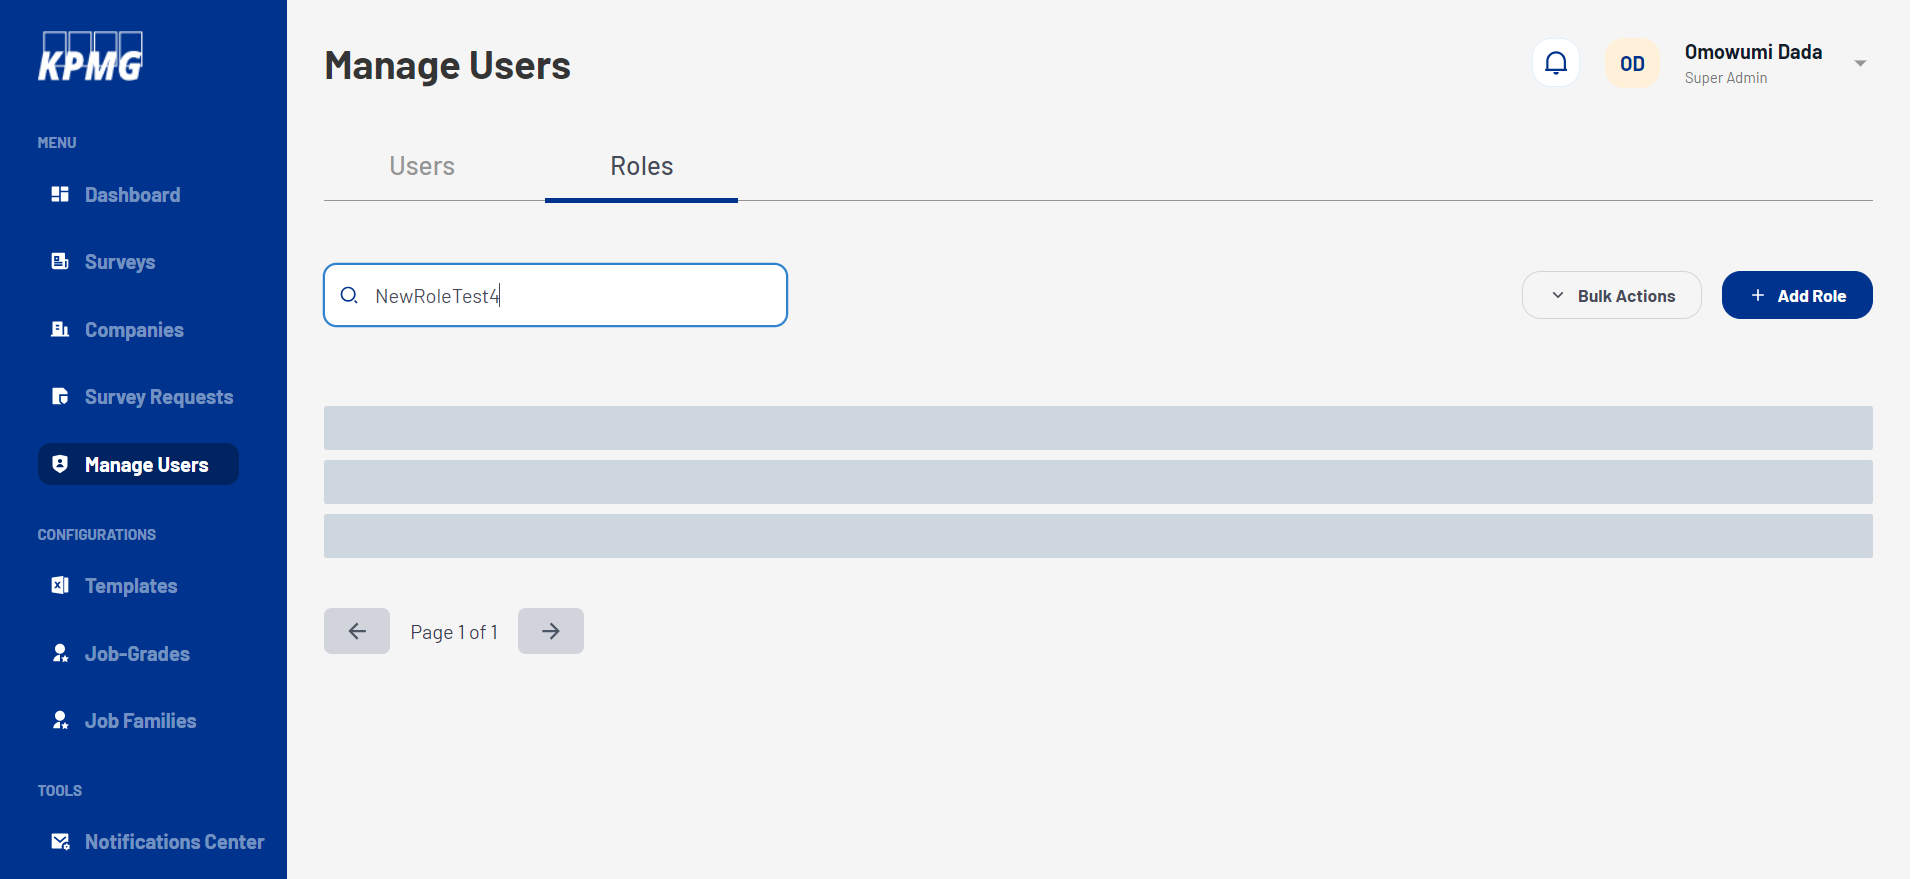 KPMG
MENU
Dashboard
Surveys
Companies
Survey Requests
Manage Users
CONFIGURATIONS
Templates
Job-Grades
Job Families
TOOLS
Notifications Center
Manage Users
OD
Omowumi Dada
Super Admin
Users
Roles
NewRoleTest4
Bulk Actions
+ Add Role
Page 1 of 1